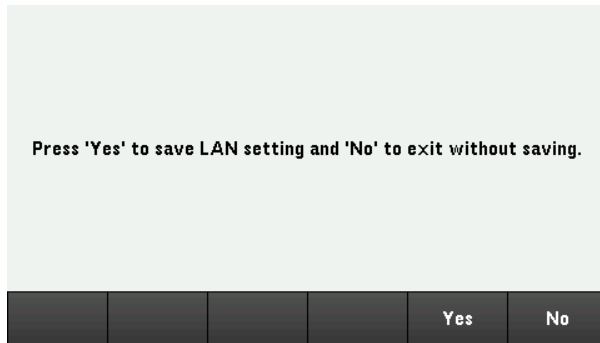 Press 'Yes' to save LAN setting and 'No' to exit without saving.
Yes No